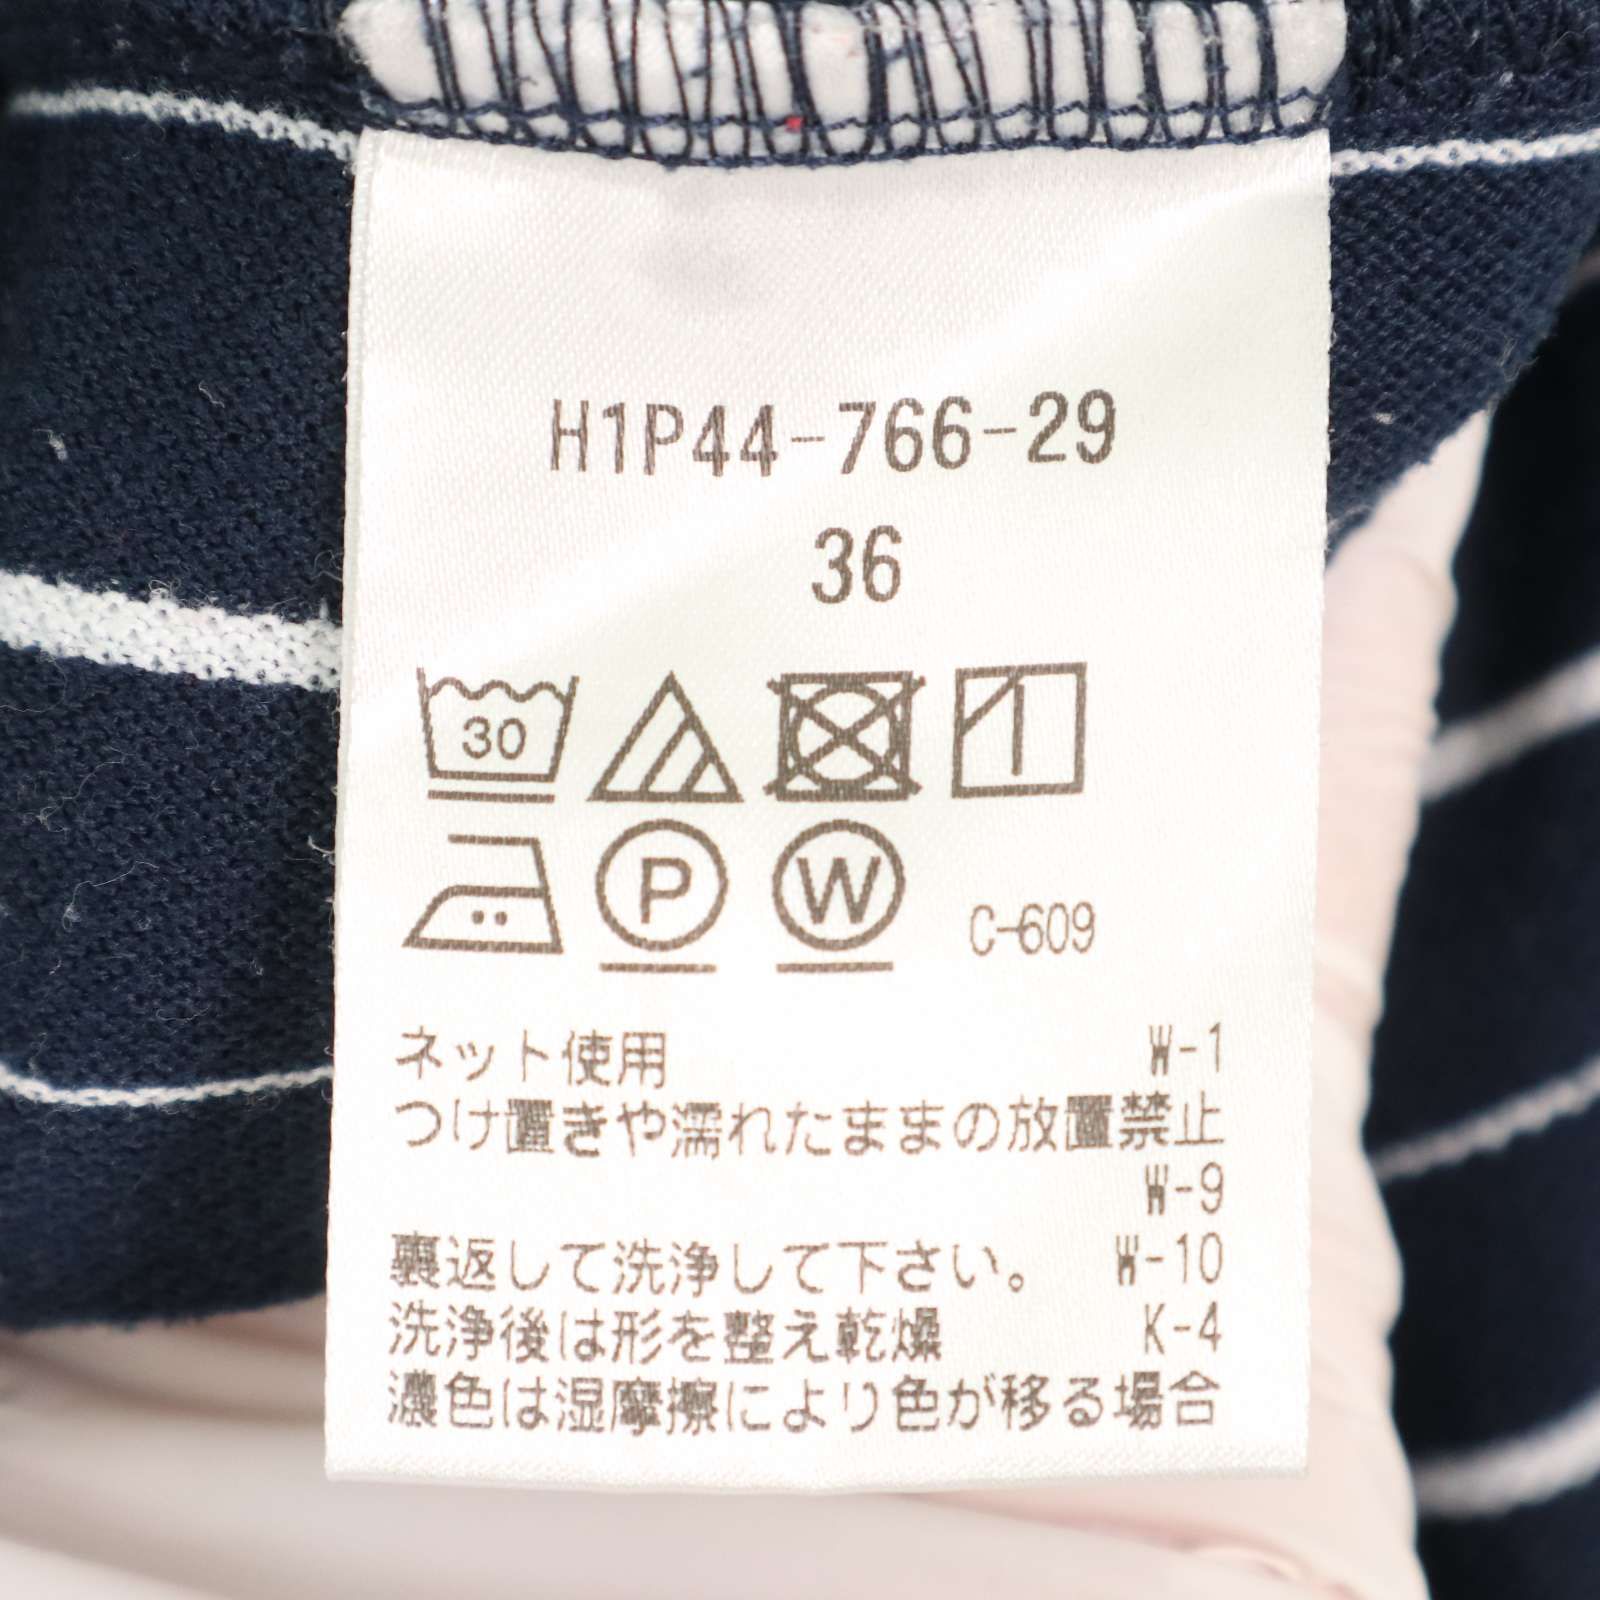 H1P44-766-29
36
30
P W C-609
ネット使用 W-1
つけ置きや濡れたままの放置禁止
W-9
裏返して洗浄して下さい。 W-10
洗浄後は形を整え乾燥 K-4
濃色は湿摩擦により色が移る場合